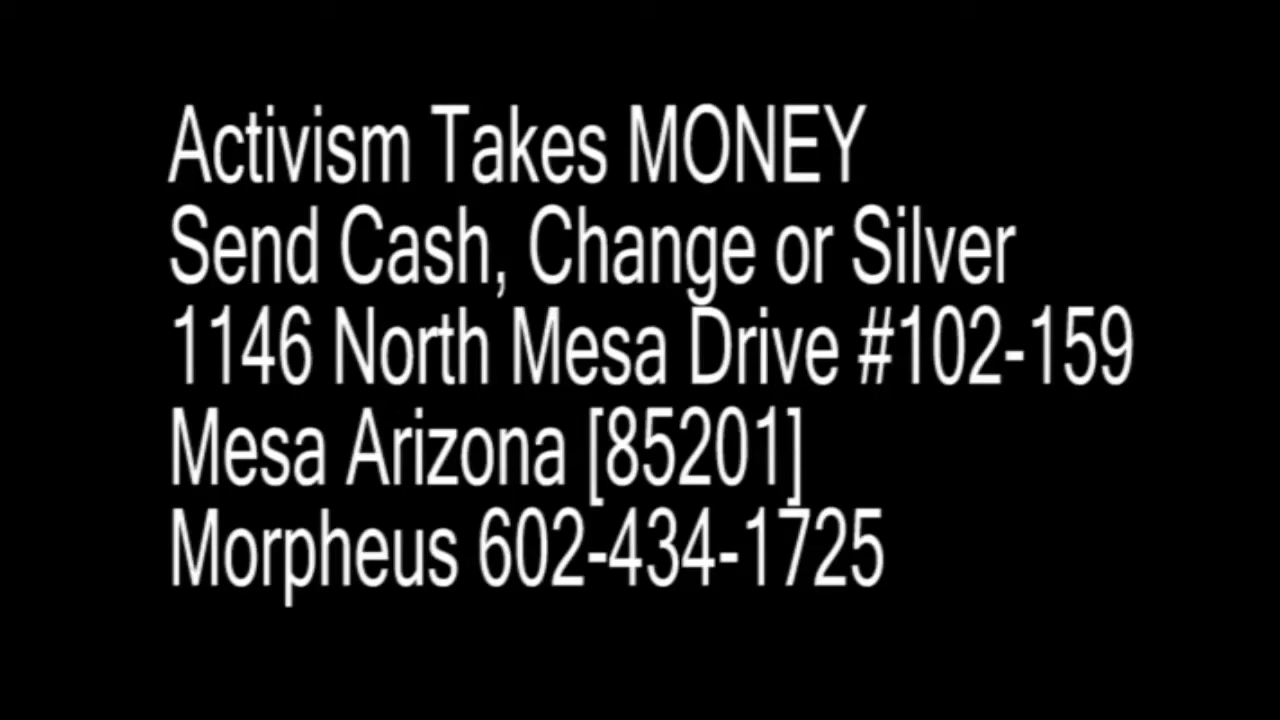 Activism Takes MONEY
Send Cash, Change or Silver
1146 North Mesa Drive #102-159
Mesa Arizona [85201]
Morpheus 602-434-1725